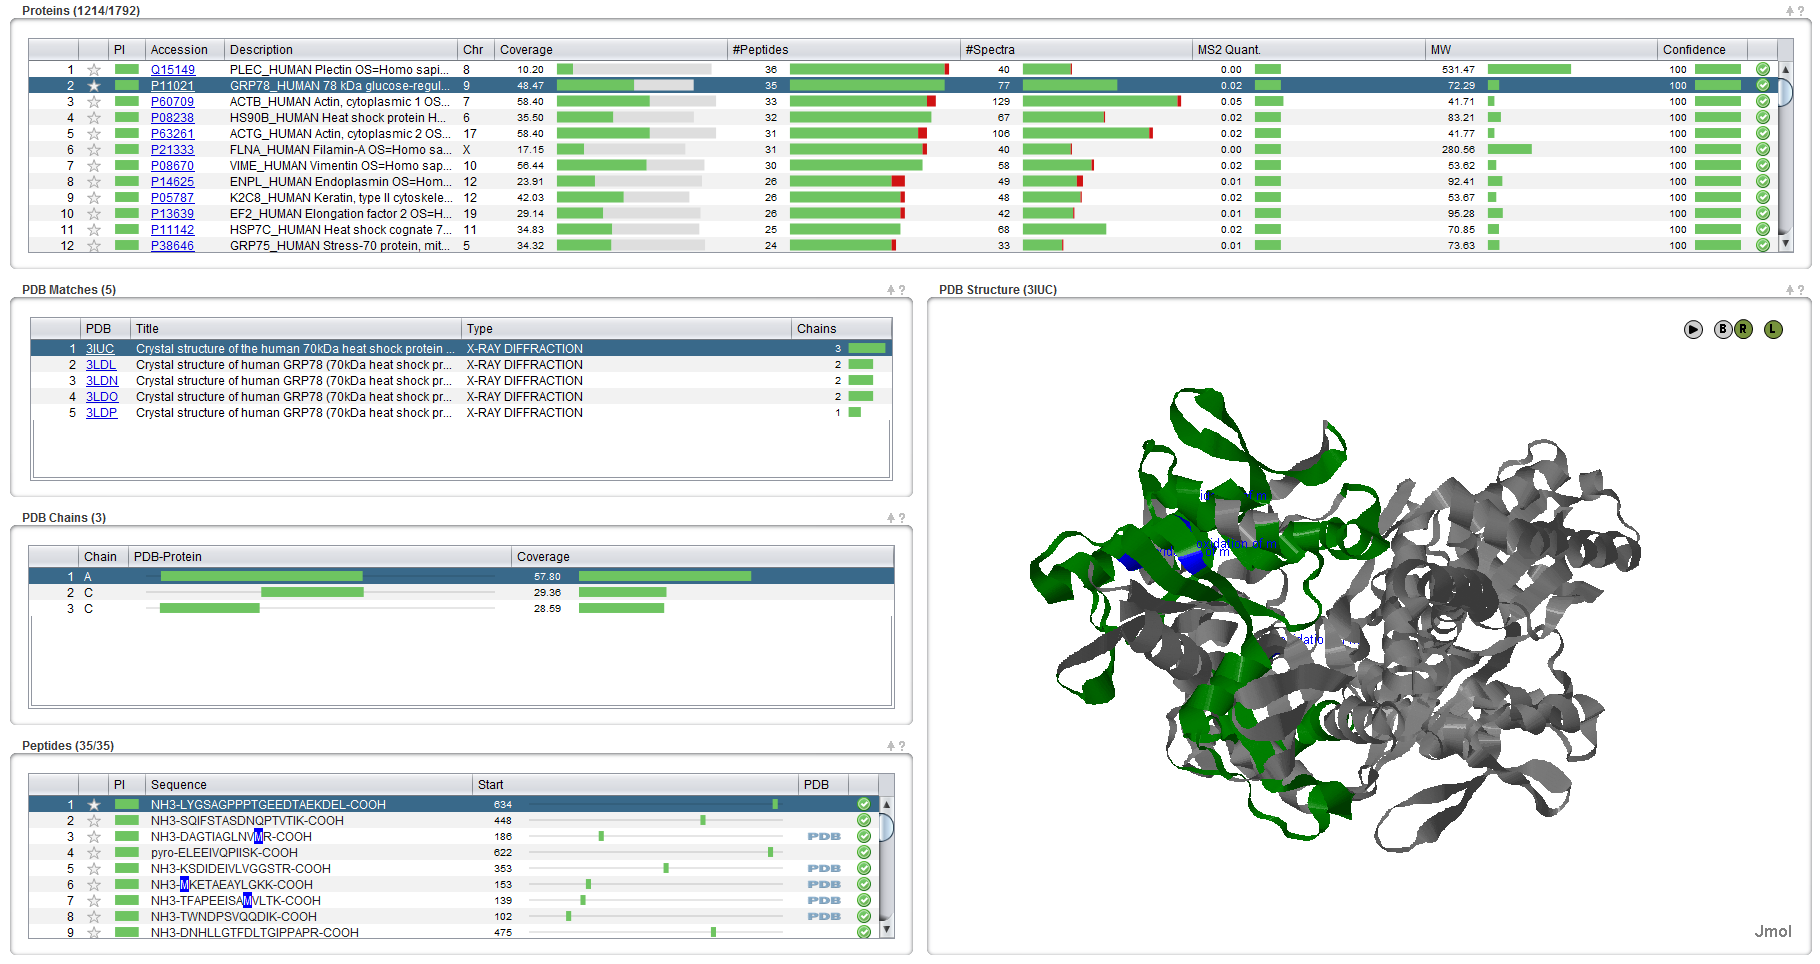 Proteins (1214/1792)
PI Accession Description Chr Coverage #Peptides #Spectra MS2 Quant. MW Confidence
1 Q15149 PLEC_HUMAN Plectin OS=Homo sapi... 8 10.20 36 40 0.00 531.47 100
2 P11021 GRP78_HUMAN 78 kDa glucose-regul... 9 48.47 35 77 0.02 72.29 100
3 P60709 ACTB_HUMAN Actin, cytoplasmic 1 OS... 7 58.40 33 129 0.05 41.71 100
4 P08238 HS90B_HUMAN Heat shock protein H... 6 35.50 32 67 0.02 83.21 100
5 P63261 ACTG_HUMAN Actin, cytoplasmic 2 OS... 17 58.40 31 106 0.02 41.77 100
6 P21333 FLNA_HUMAN Filamin-A OS=Homo sa... X 17.15 31 40 0.00 280.56 100
7 P08670 VIME_HUMAN Vimentin OS=Homo sap... 10 56.44 30 58 0.02 53.62 100
8 P14625 ENPL_HUMAN Endoplasmin OS=Hom... 12 23.91 26 49 0.01 92.41 100
9 P05787 K2C8_HUMAN Keratin, type II cytoskele... 12 42.03 26 48 0.02 53.67 100
10 P13639 EF2_HUMAN Elongation factor 2 OS=H... 19 29.14 26 42 0.01 95.28 100
11 P11142 HSP7C_HUMAN Heat shock cognate 7... 11 34.83 25 68 0.02 70.85 100
12 P38646 GRP75_HUMAN Stress-70 protein, mit... 5 34.32 24 33 0.01 73.63 100
PDB Matches (5)
PDB Title Type Chains
1 3IUC Crystal structure of the human 70kDa heat shock protein ... X-RAY DIFFRACTION 3
2 3LDL Crystal structure of human GRP78 (70kDa heat shock pr... X-RAY DIFFRACTION 2
3 3LDN Crystal structure of human GRP78 (70kDa heat shock pr... X-RAY DIFFRACTION 2
4 3LDO Crystal structure of human GRP78 (70kDa heat shock pr... X-RAY DIFFRACTION 2
5 3LDP Crystal structure of human GRP78 (70kDa heat shock pr... X-RAY DIFFRACTION 1
PDB Chains (3)
Chain PDB-Protein Coverage
1 A 57.80
2 C 29.36
3 C 28.59
Peptides (35/35)
PI Sequence Start PDB
1 NH3-LYGSAGPPPTGEEDTAEKDEL-COOH 634
2 NH3-SQIFSTASDNQPTVTIK-COOH 448
3 NH3-DAGTIAGLNVMR-COOH 186 PDB
4 pyro-ELEEIVQPIISK-COOH 622
5 NH3-KSDIDEIVLVGGSTR-COOH 353 PDB
6 NH3-MKETAEAYLGKK-COOH 153 PDB
7 NH3-TFAPEEISAMVLTK-COOH 139 PDB
8 NH3-TWNDPSVQQDIK-COOH 102 PDB
9 NH3-DNHLLGTFDLTGIPPAPR-COOH 475
PDB Structure (3IUC)
B R L
oxidation of m
Jmol